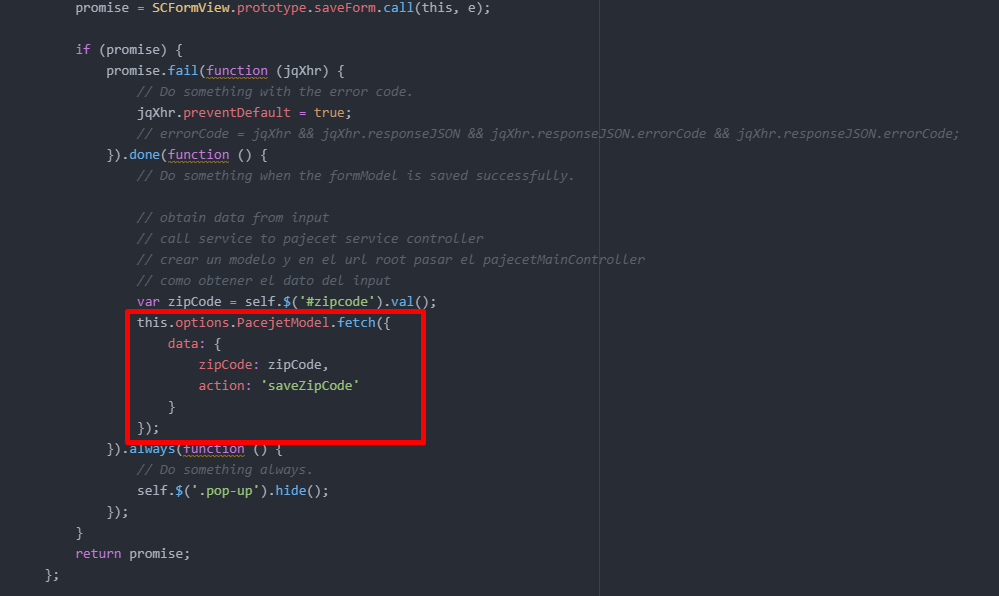 promise = SCFormView.prototype.saveForm.call(this, e);
if (promise) {
promise.fail(function (jqXhr) {
// Do something with the error code.
jqXhr.preventDefault = true;
// errorCode = jqXhr && jqXhr.responseJSON && jqXhr.responseJSON.errorCode && jqXhr.responseJSON.errorCode;
}).done(function () {
// Do something when the formModel is saved successfully.
// obtain data from input
// call service to pajecet service controller
// crear un modelo y en el url root pasar el pajecetMainController
// como obtener el dato del input
var zipCode = self.$('#zipcode').val();
this.options.PacejetModel.fetch({
data: {
zipCode: zipCode,
action: 'saveZipCode'
}
});
}).always(function () {
// Do something always.
self.$('.pop-up').hide();
});
}
return promise;
};